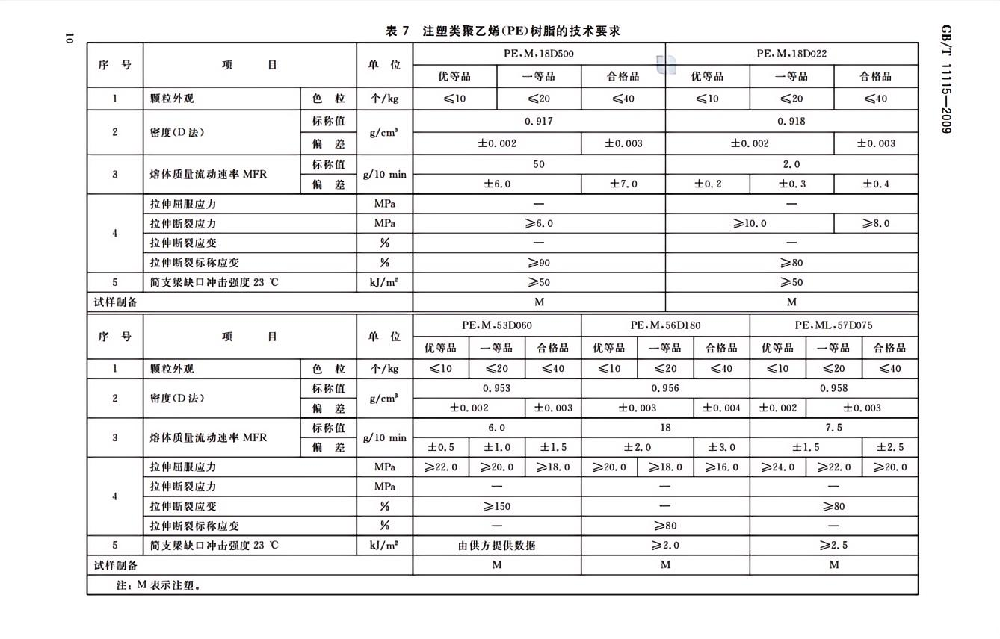 10
GB/T 11115—2009
表 7 注塑类聚乙烯(PE)树脂的技术要求
序 号 项 目 单 位 PE,M,18D500 PE,M,18D022
优等品 一等品 合格品 优等品 一等品 合格品
1 颗粒外观 色 粒 个/kg ≤10 ≤20 ≤40 ≤10 ≤20 ≤40
2 密度(D 法) 标称值 g/cm³ 0.917 0.918
偏 差 ±0.002 ±0.003 ±0.002 ±0.003
3 熔体质量流动速率 MFR 标称值 g/10 min 50 2.0
偏 差 ±6.0 ±7.0 ±0.2 ±0.3 ±0.4
4 拉伸屈服应力 MPa — —
拉伸断裂应力 MPa ≥6.0 ≥10.0 ≥8.0
拉伸断裂应变 % — —
拉伸断裂标称应变 % ≥90 ≥80
5 简支梁缺口冲击强度 23 ℃ kJ/m² ≥50 ≥50
试样制备 M M
序 号 项 目 单 位 PE,M,53D060 PE,M,56D180 PE,ML,57D075
优等品 一等品 合格品 优等品 一等品 合格品 优等品 一等品 合格品
1 颗粒外观 色 粒 个/kg ≤10 ≤20 ≤40 ≤10 ≤20 ≤40 ≤10 ≤20 ≤40
2 密度(D 法) 标称值 g/cm³ 0.953 0.956 0.958
偏 差 ±0.002 ±0.003 ±0.003 ±0.004 ±0.002 ±0.003
3 熔体质量流动速率 MFR 标称值 g/10 min 6.0 18 7.5
偏 差 ±0.5 ±1.0 ±1.5 ±2.0 ±3.0 ±1.5 ±2.5
4 拉伸屈服应力 MPa ≥22.0 ≥20.0 ≥18.0 ≥20.0 ≥18.0 ≥16.0 ≥24.0 ≥22.0 ≥20.0
拉伸断裂应力 MPa — — —
拉伸断裂应变 % ≥150 — ≥80
拉伸断裂标称应变 % — ≥80 —
5 简支梁缺口冲击强度 23 ℃ kJ/m² 由供方提供数据 ≥2.0 ≥2.5
试样制备 M M M
注：M 表示注塑。